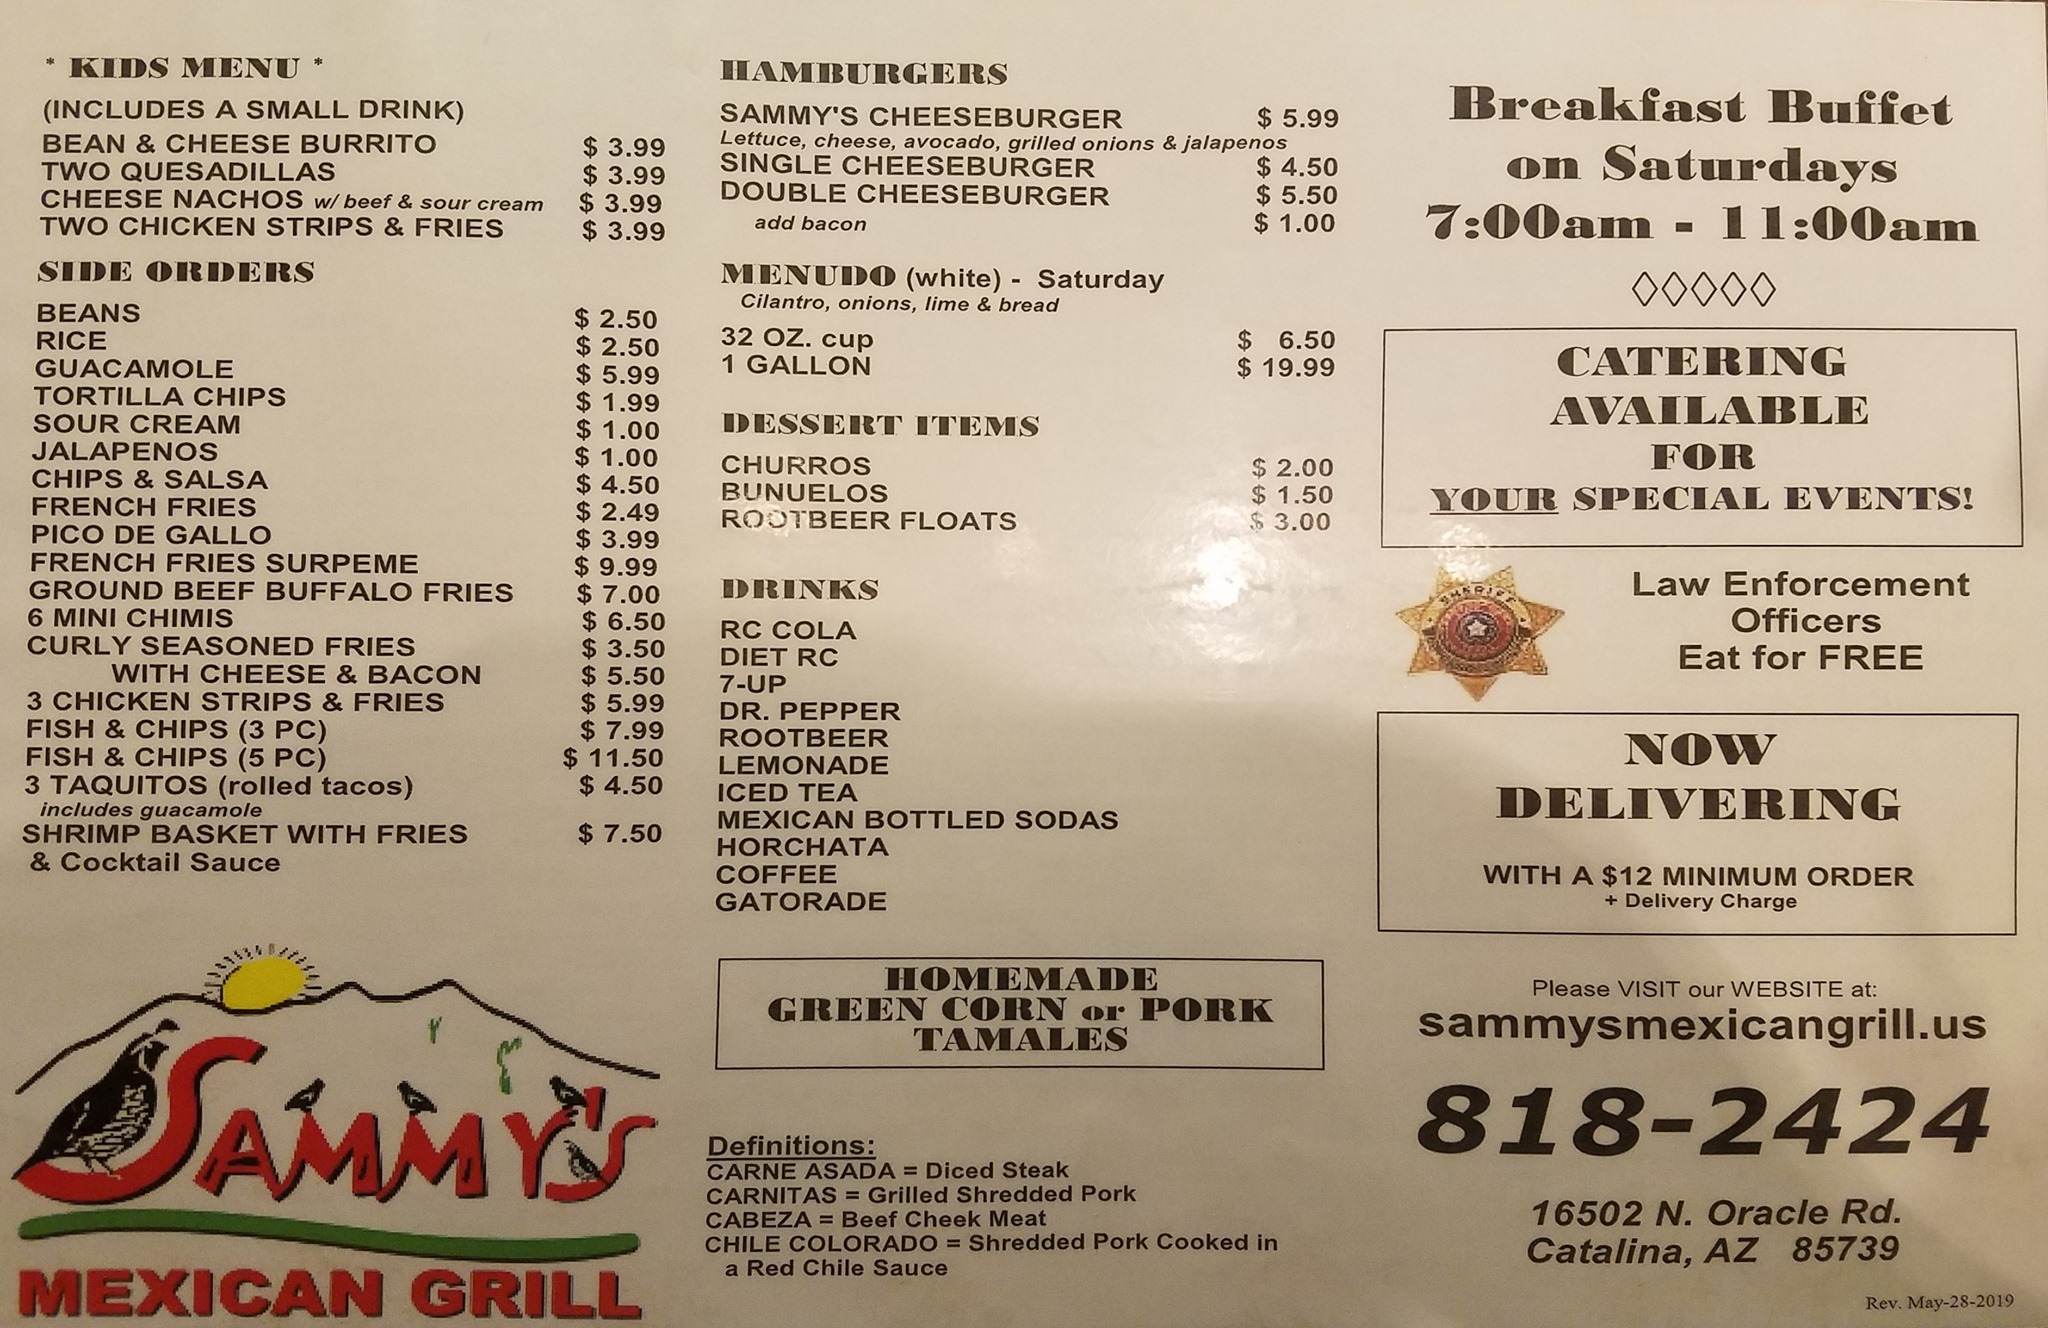 * KIDS MENU *
(INCLUDES A SMALL DRINK)
BEAN & CHEESE BURRITO $ 3.99
TWO QUESADILLAS $ 3.99
CHEESE NACHOS w/ beef & sour cream $ 3.99
TWO CHICKEN STRIPS & FRIES $ 3.99
SIDE ORDERS
BEANS $ 2.50
RICE $ 2.50
GUACAMOLE $ 5.99
TORTILLA CHIPS $ 1.99
SOUR CREAM $ 1.00
JALAPENOS $ 1.00
CHIPS & SALSA $ 4.50
FRENCH FRIES $ 2.49
PICO DE GALLO $ 3.99
FRENCH FRIES SURPEME $ 9.99
GROUND BEEF BUFFALO FRIES $ 7.00
6 MINI CHIMIS $ 6.50
CURLY SEASONED FRIES $ 3.50
WITH CHEESE & BACON $ 5.50
3 CHICKEN STRIPS & FRIES $ 5.99
FISH & CHIPS (3 PC) $ 7.99
FISH & CHIPS (5 PC) $ 11.50
3 TAQUITOS (rolled tacos) $ 4.50
includes guacamole
SHRIMP BASKET WITH FRIES $ 7.50
& Cocktail Sauce
SAMMY'S
MEXICAN GRILL
HAMBURGERS
SAMMY'S CHEESEBURGER $ 5.99
Lettuce, cheese, avocado, grilled onions & jalapenos
SINGLE CHEESEBURGER $ 4.50
DOUBLE CHEESEBURGER $ 5.50
add bacon $ 1.00
MENUDO (white) - Saturday
Cilantro, onions, lime & bread
32 OZ. cup $ 6.50
1 GALLON $ 19.99
DESSERT ITEMS
CHURROS $ 2.00
BUNUELOS $ 1.50
ROOTBEER FLOATS $ 3.00
DRINKS
RC COLA
DIET RC
7-UP
DR. PEPPER
ROOTBEER
LEMONADE
ICED TEA
MEXICAN BOTTLED SODAS
HORCHATA
COFFEE
GATORADE
HOMEMADE
GREEN CORN or PORK
TAMALES
Definitions:
CARNE ASADA = Diced Steak
CARNITAS = Grilled Shredded Pork
CABEZA = Beef Cheek Meat
CHILE COLORADO = Shredded Pork Cooked in
a Red Chile Sauce
Breakfast Buffet
on Saturdays
7:00am - 11:00am
CATERING
AVAILABLE
FOR
YOUR SPECIAL EVENTS!
SHERIFF
Law Enforcement
Officers
Eat for FREE
NOW
DELIVERING
WITH A $12 MINIMUM ORDER
+ Delivery Charge
Please VISIT our WEBSITE at:
sammysmexicangrill.us
818-2424
16502 N. Oracle Rd.
Catalina, AZ 85739
Rev. May-28-2019